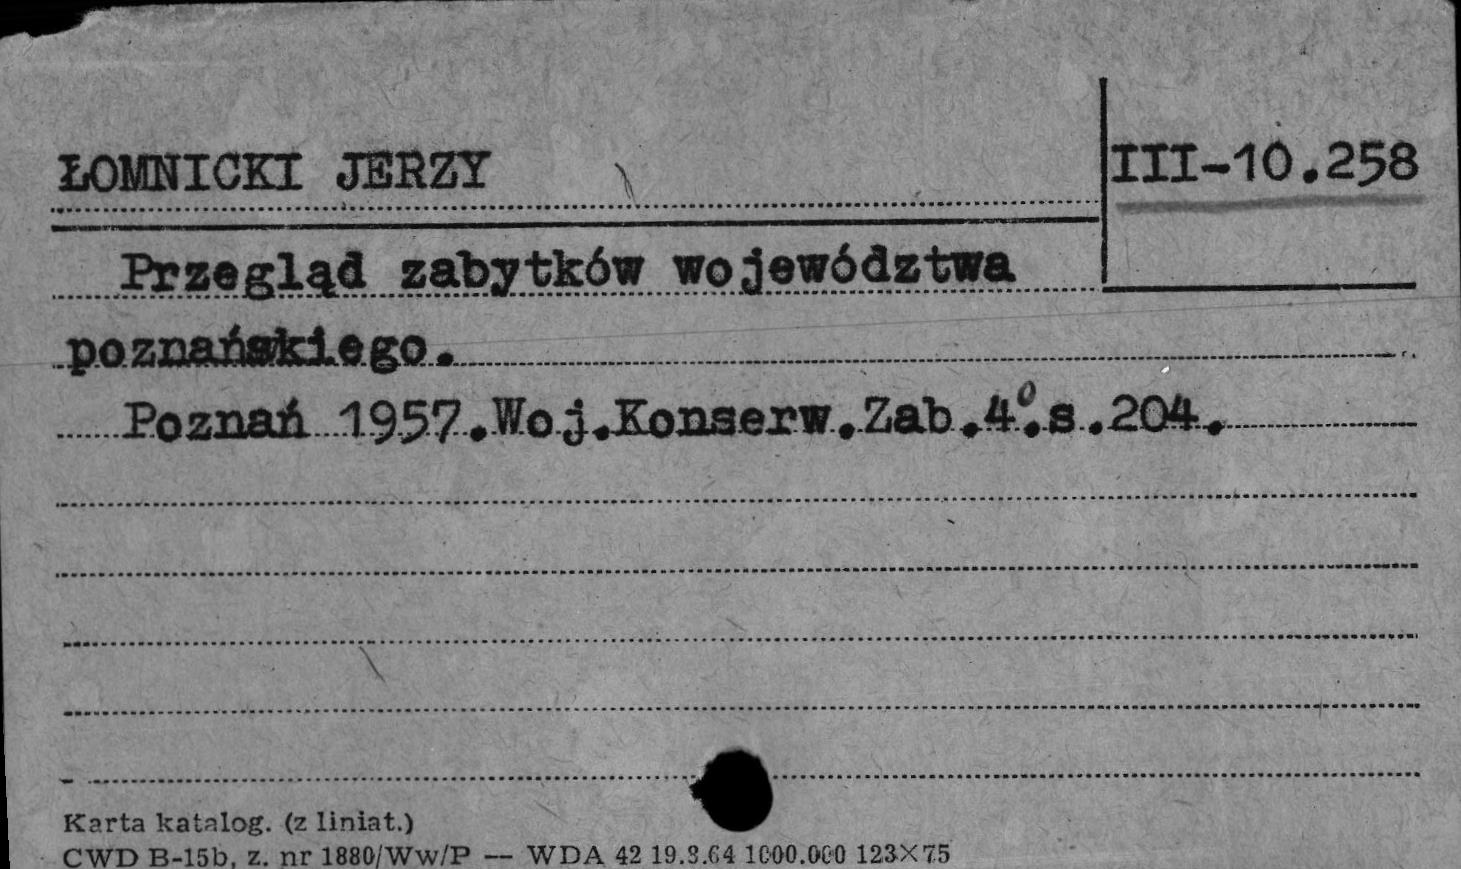 ŁOMNICKI JERZY
III-10.258
Przegląd zabytków województwa
poznańskiego.
Poznań 1957.Woj.Konserw.Zab.4⁰.s.204.
Karta katalog. (z liniat.)
CWD B-15b, z. nr 1880/Ww/P — WDA 42 19.3.64 1000.000 123×75